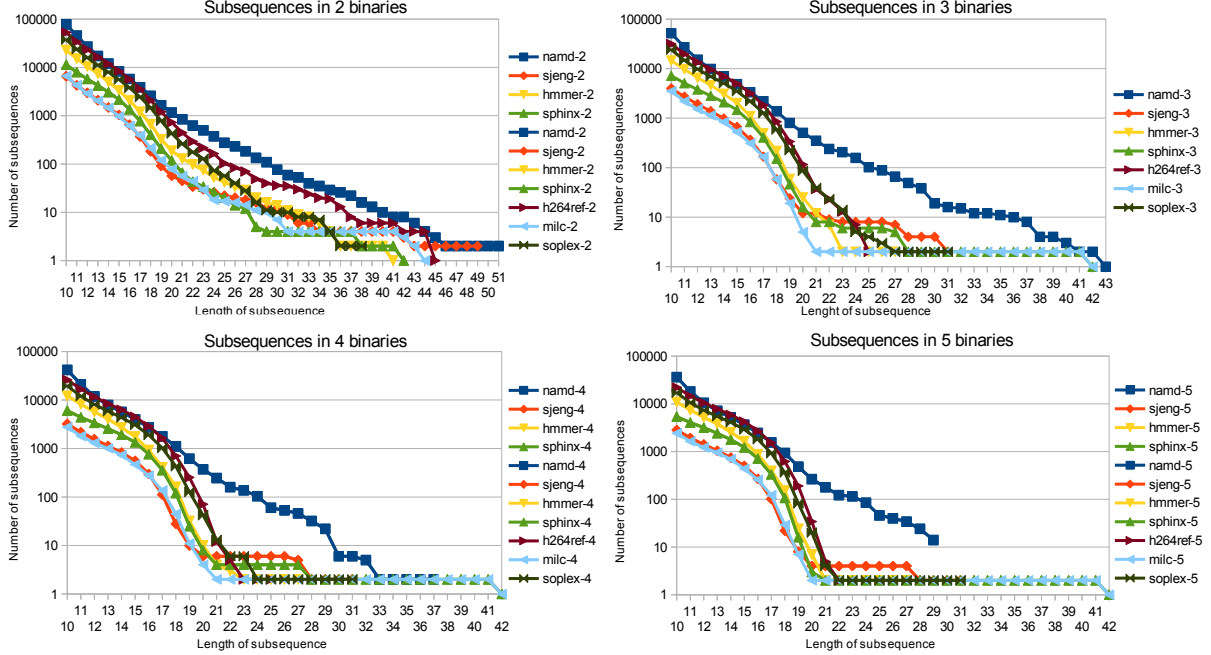 Subsequences in 2 binaries
100000
10000
1000
100
10
1
Number of subsequences
11 13 15 17 19 21 23 25 27 29 31 33 35 37 39 41 43 45 47 49 51
10 12 14 16 18 20 22 24 26 28 30 32 34 36 38 40 42 44 46 48 50
Length of subsequence
namd-2
sjeng-2
hmmer-2
sphinx-2
namd-2
sjeng-2
hmmer-2
sphinx-2
h264ref-2
milc-2
soplex-2
Subsequences in 3 binaries
100000
10000
1000
100
10
1
Number of subsequences
11 13 15 17 19 21 23 25 27 29 31 33 35 37 39 41 43
10 12 14 16 18 20 22 24 26 28 30 32 34 36 38 40 42
Lenght of subsequence
namd-3
sjeng-3
hmmer-3
sphinx-3
h264ref-3
milc-3
soplex-3
Subsequences in 4 binaries
100000
10000
1000
100
10
1
Number of subsequences
11 13 15 17 19 21 23 25 27 29 31 33 35 37 39 41
10 12 14 16 18 20 22 24 26 28 30 32 34 36 38 40 42
Length of subsequence
namd-4
sjeng-4
hmmer-4
sphinx-4
namd-4
sjeng-4
hmmer-4
sphinx-4
h264ref-4
milc-4
soplex-4
Subsequences in 5 binaries
100000
10000
1000
100
10
1
Number of subsequences
11 13 15 17 19 21 23 25 27 29 31 33 35 37 39 41
10 12 14 16 18 20 22 24 26 28 30 32 34 36 38 40 42
Length of subsequence
namd-5
sjeng-5
hmmer-5
sphinx-5
namd-5
sjeng-5
hmmer-5
sphinx-5
h264ref-5
milc-5
soplex-5